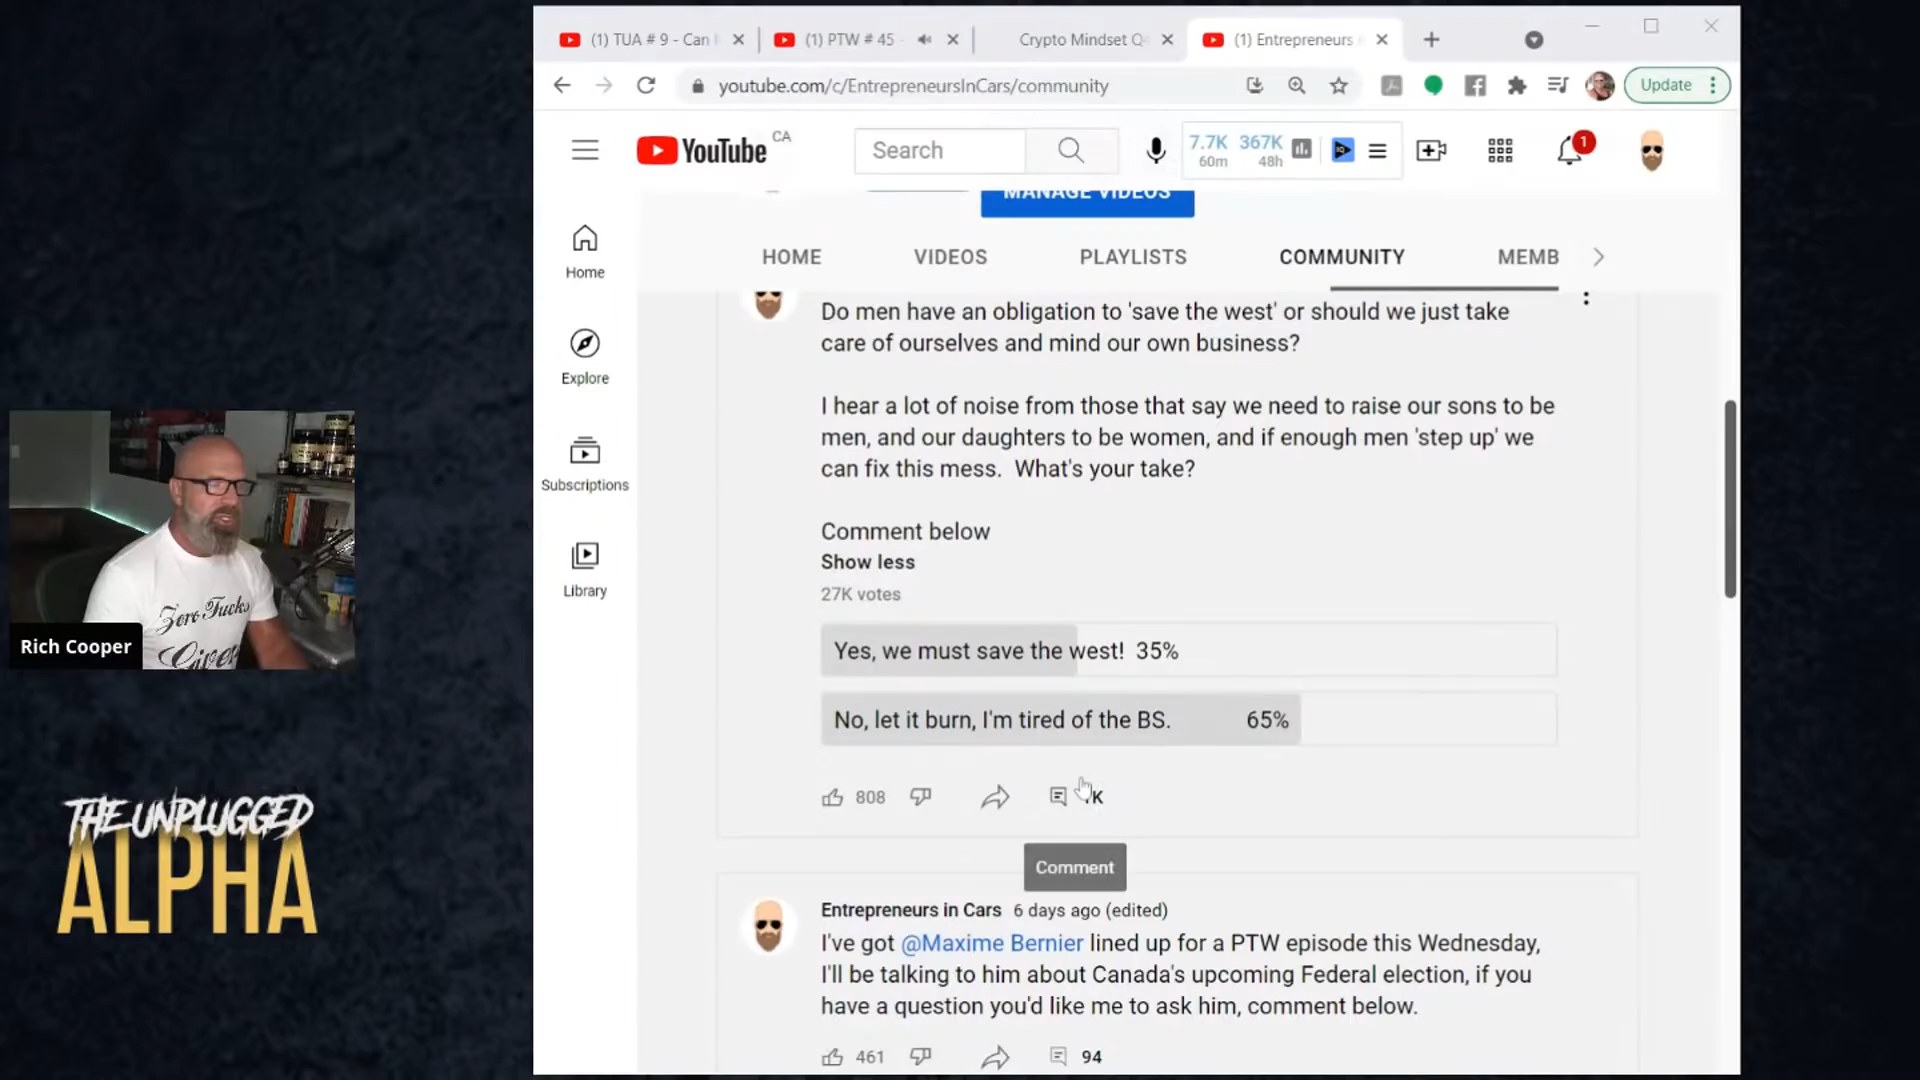 (1) TUA # 9 - Can
(1) PTW # 45 -
Crypto Mindset Q
(1) Entrepreneurs
youtube.com/c/EntrepreneursInCars/community
Update
YouTube CA
Search
7.7K 367K
60m 48h
1
MANAGE VIDEOS
HOME VIDEOS PLAYLISTS COMMUNITY MEMB
Home
Explore
Subscriptions
Library
Do men have an obligation to 'save the west' or should we just take
care of ourselves and mind our own business?
I hear a lot of noise from those that say we need to raise our sons to be
men, and our daughters to be women, and if enough men 'step up' we
can fix this mess. What's your take?
Comment below
Show less
27K votes
Yes, we must save the west! 35%
No, let it burn, I'm tired of the BS. 65%
808
K
Comment
Entrepreneurs in Cars 6 days ago (edited)
I've got @Maxime Bernier lined up for a PTW episode this Wednesday,
I'll be talking to him about Canada's upcoming Federal election, if you
have a question you'd like me to ask him, comment below.
461 94
Zero Fucks
Given
Rich Cooper
THE UNPLUGGED
ALPHA